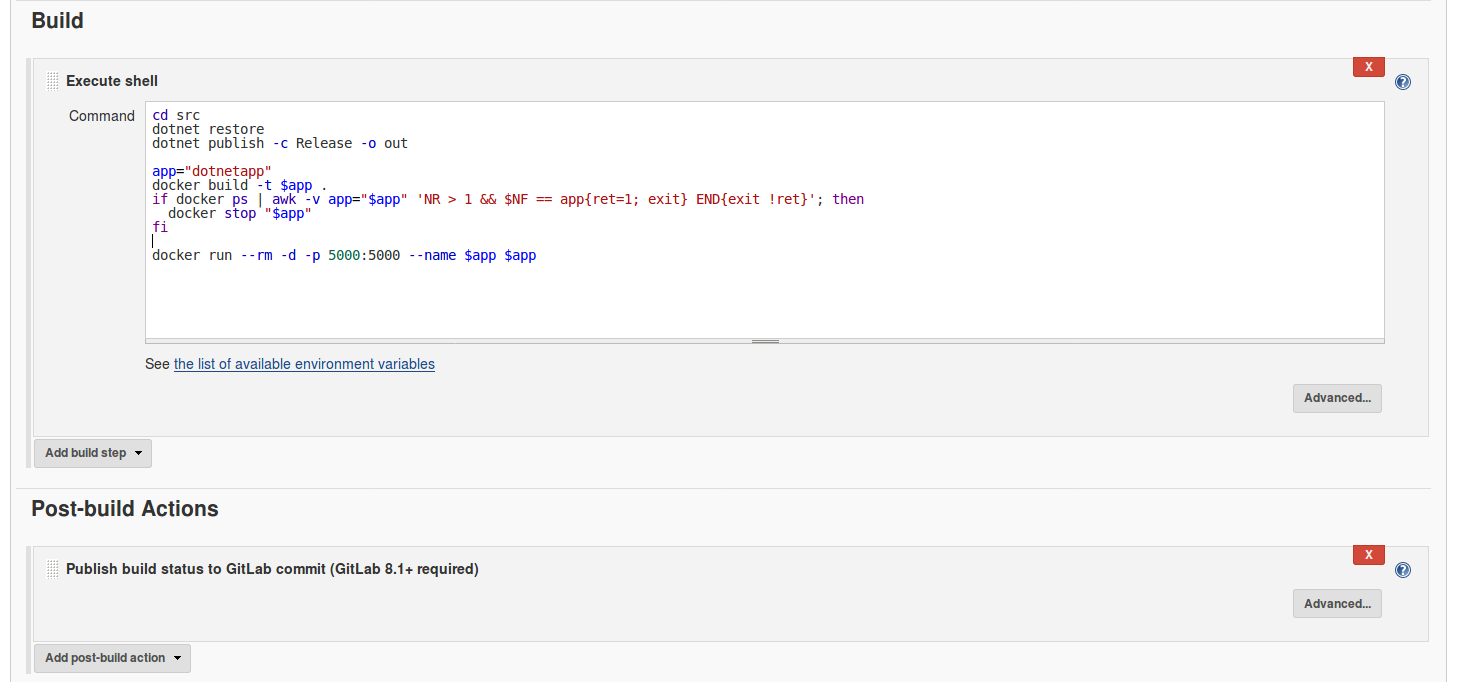 Build
X
Execute shell
?
Command
cd src
dotnet restore
dotnet publish -c Release -o out
app="dotnetapp"
docker build -t $app .
if docker ps | awk -v app="$app" 'NR > 1 && $NF == app{ret=1; exit} END{exit !ret}'; then
  docker stop "$app"
fi
docker run --rm -d -p 5000:5000 --name $app $app
See the list of available environment variables
Advanced...
Add build step
Post-build Actions
X
Publish build status to GitLab commit (GitLab 8.1+ required)
?
Advanced...
Add post-build action